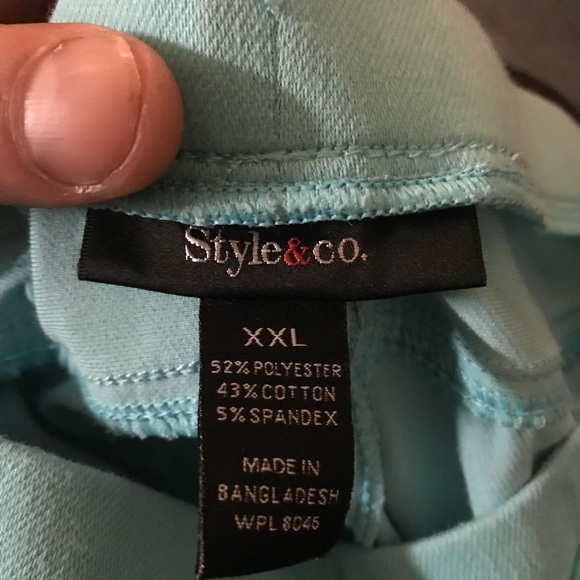 Style&co.
XXL
52% POLYESTER
43% COTTON
5% SPANDEX
MADE IN
BANGLADESH
WPL 8045